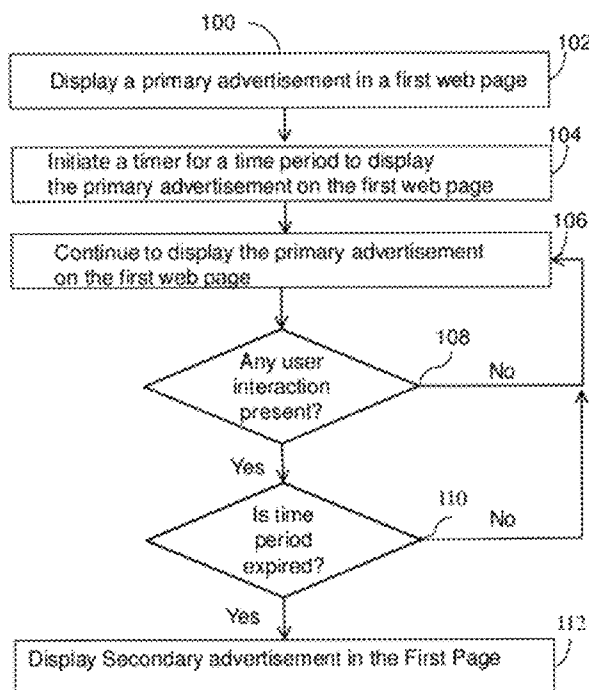 100
Display a primary advertisement in a first web page
102
Initiate a timer for a time period to display
the primary advertisement on the first web page
104
Continue to display the primary advertisement
on the first web page
106
Any user
interaction
present?
108
No
Yes
Is time
period
expired?
110
No
Yes
Display Secondary advertisement in the First Page
112